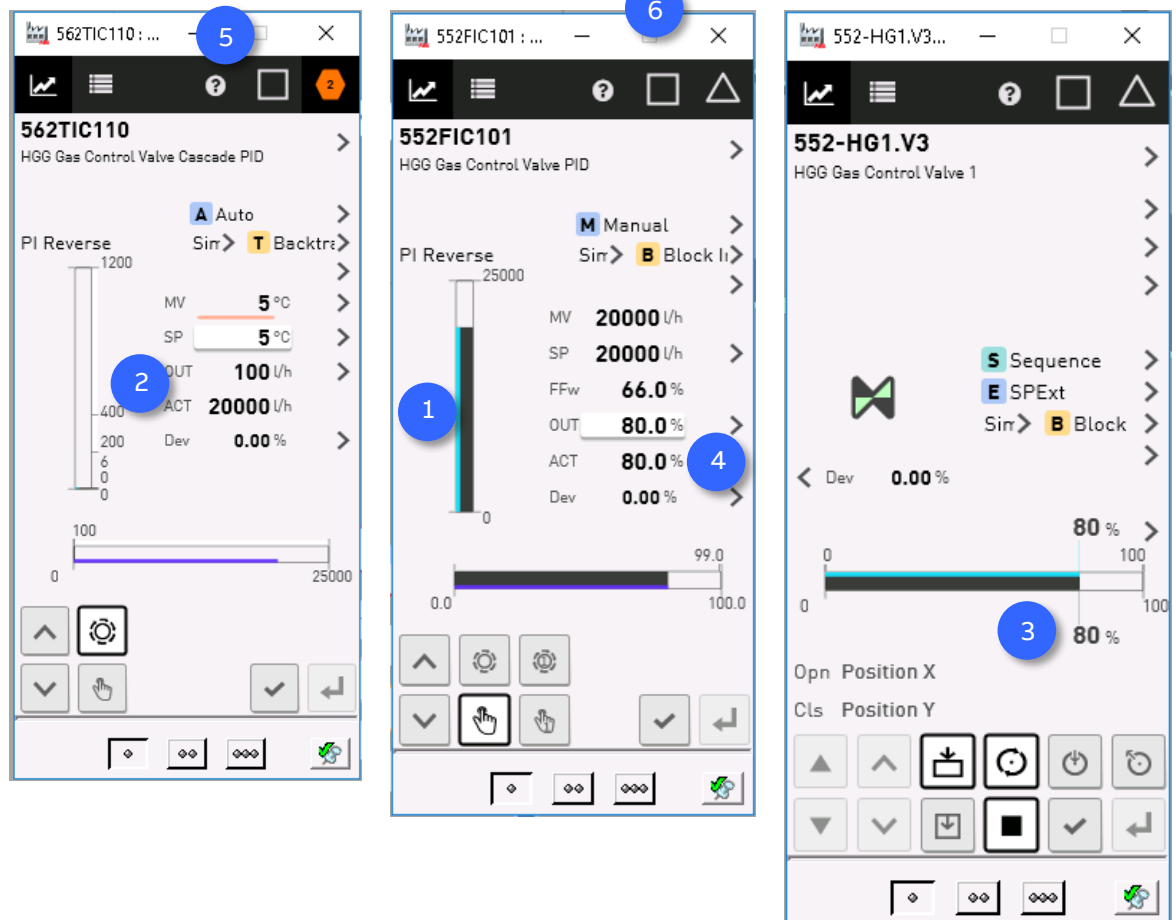 562TIC110 : ...
5
2
562TIC110
HGG Gas Control Valve Cascade PID
A Auto
PI Reverse
Sim
T Backtra
1200
MV 5 °C
SP 5 °C
2
OUT 100 l/h
400
ACT 20000 l/h
200
Dev 0.00 %
6
0
0
100
0
25000
6
552FIC101 : ...
552FIC101
HGG Gas Control Valve PID
M Manual
PI Reverse
Sim
B Block I
25000
MV 20000 l/h
SP 20000 l/h
FFw 66.0 %
1
OUT 80.0 %
ACT 80.0 %
4
Dev 0.00 %
0
99.0
0.0
100.0
1
1
552-HG1.V3...
552-HG1.V3
HGG Gas Control Valve 1
S Sequence
E SPExt
Sim
B Block
Dev 0.00 %
80 %
0
100
0
100
3
80 %
Opn Position X
Cls Position Y